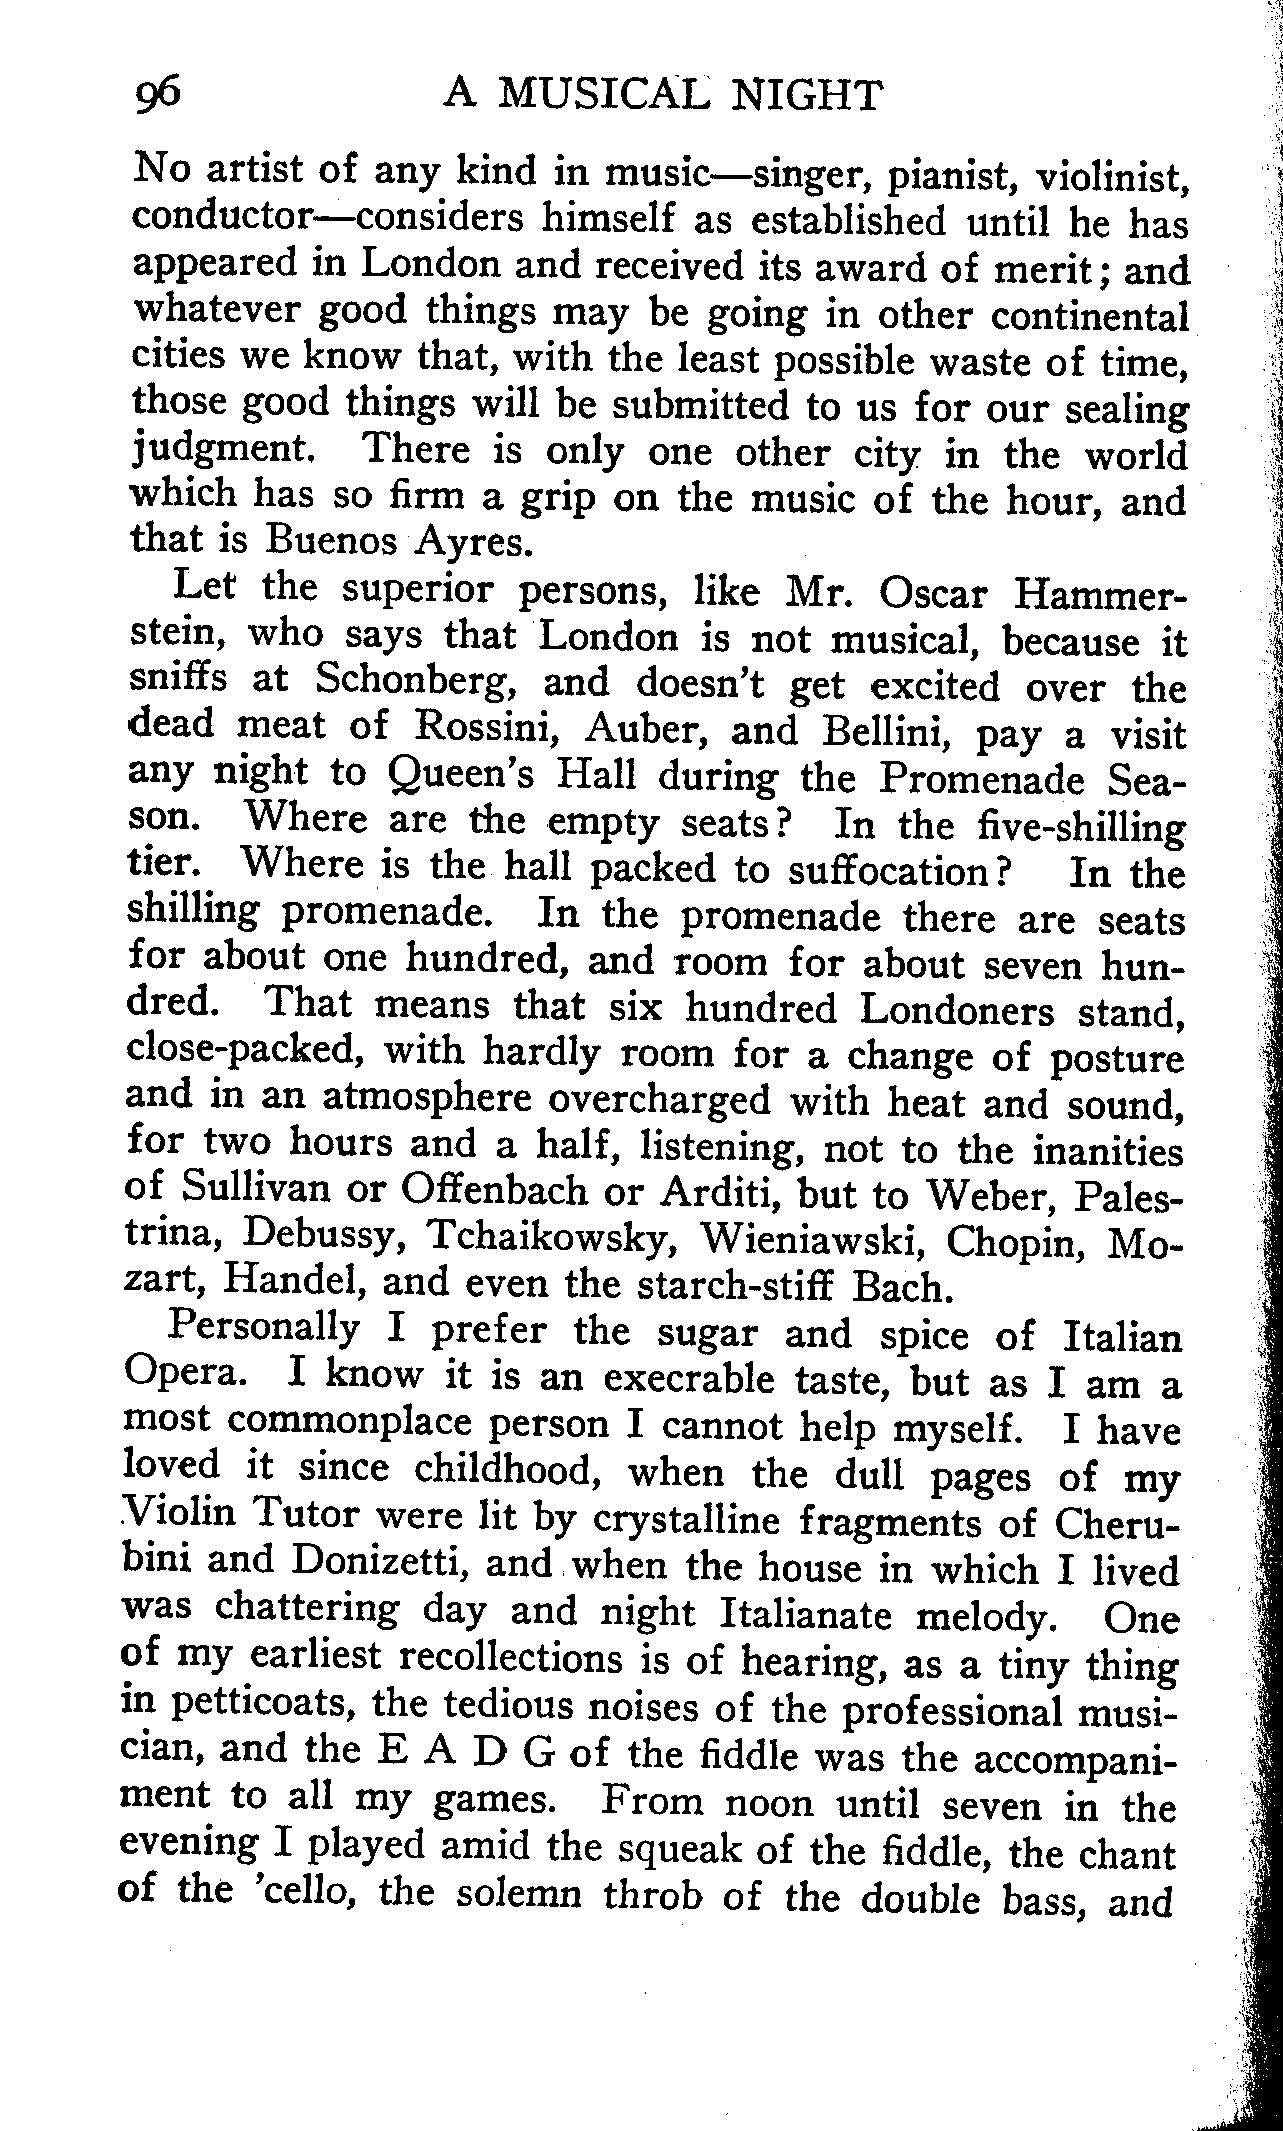 96 A MUSICAL NIGHT
No artist of any kind in music—singer, pianist, violinist,
conductor—considers himself as established until he has
appeared in London and received its award of merit; and
whatever good things may be going in other continental
cities we know that, with the least possible waste of time,
those good things will be submitted to us for our sealing
judgment. There is only one other city in the world
which has so firm a grip on the music of the hour, and
that is Buenos Ayres.
Let the superior persons, like Mr. Oscar Hammer-
stein, who says that London is not musical, because it
sniffs at Schonberg, and doesn't get excited over the
dead meat of Rossini, Auber, and Bellini, pay a visit
any night to Queen's Hall during the Promenade Sea-
son. Where are the empty seats? In the five-shilling
tier. Where is the hall packed to suffocation? In the
shilling promenade. In the promenade there are seats
for about one hundred, and room for about seven hun-
dred. That means that six hundred Londoners stand,
close-packed, with hardly room for a change of posture
and in an atmosphere overcharged with heat and sound,
for two hours and a half, listening, not to the inanities
of Sullivan or Offenbach or Arditi, but to Weber, Pales-
trina, Debussy, Tchaikowsky, Wieniawski, Chopin, Mo-
zart, Handel, and even the starch-stiff Bach.
Personally I prefer the sugar and spice of Italian
Opera. I know it is an execrable taste, but as I am a
most commonplace person I cannot help myself. I have
loved it since childhood, when the dull pages of my
Violin Tutor were lit by crystalline fragments of Cheru-
bini and Donizetti, and when the house in which I lived
was chattering day and night Italianate melody. One
of my earliest recollections is of hearing, as a tiny thing
in petticoats, the tedious noises of the professional musi-
cian, and the E A D G of the fiddle was the accompani-
ment to all my games. From noon until seven in the
evening I played amid the squeak of the fiddle, the chant
of the 'cello, the solemn throb of the double bass, and